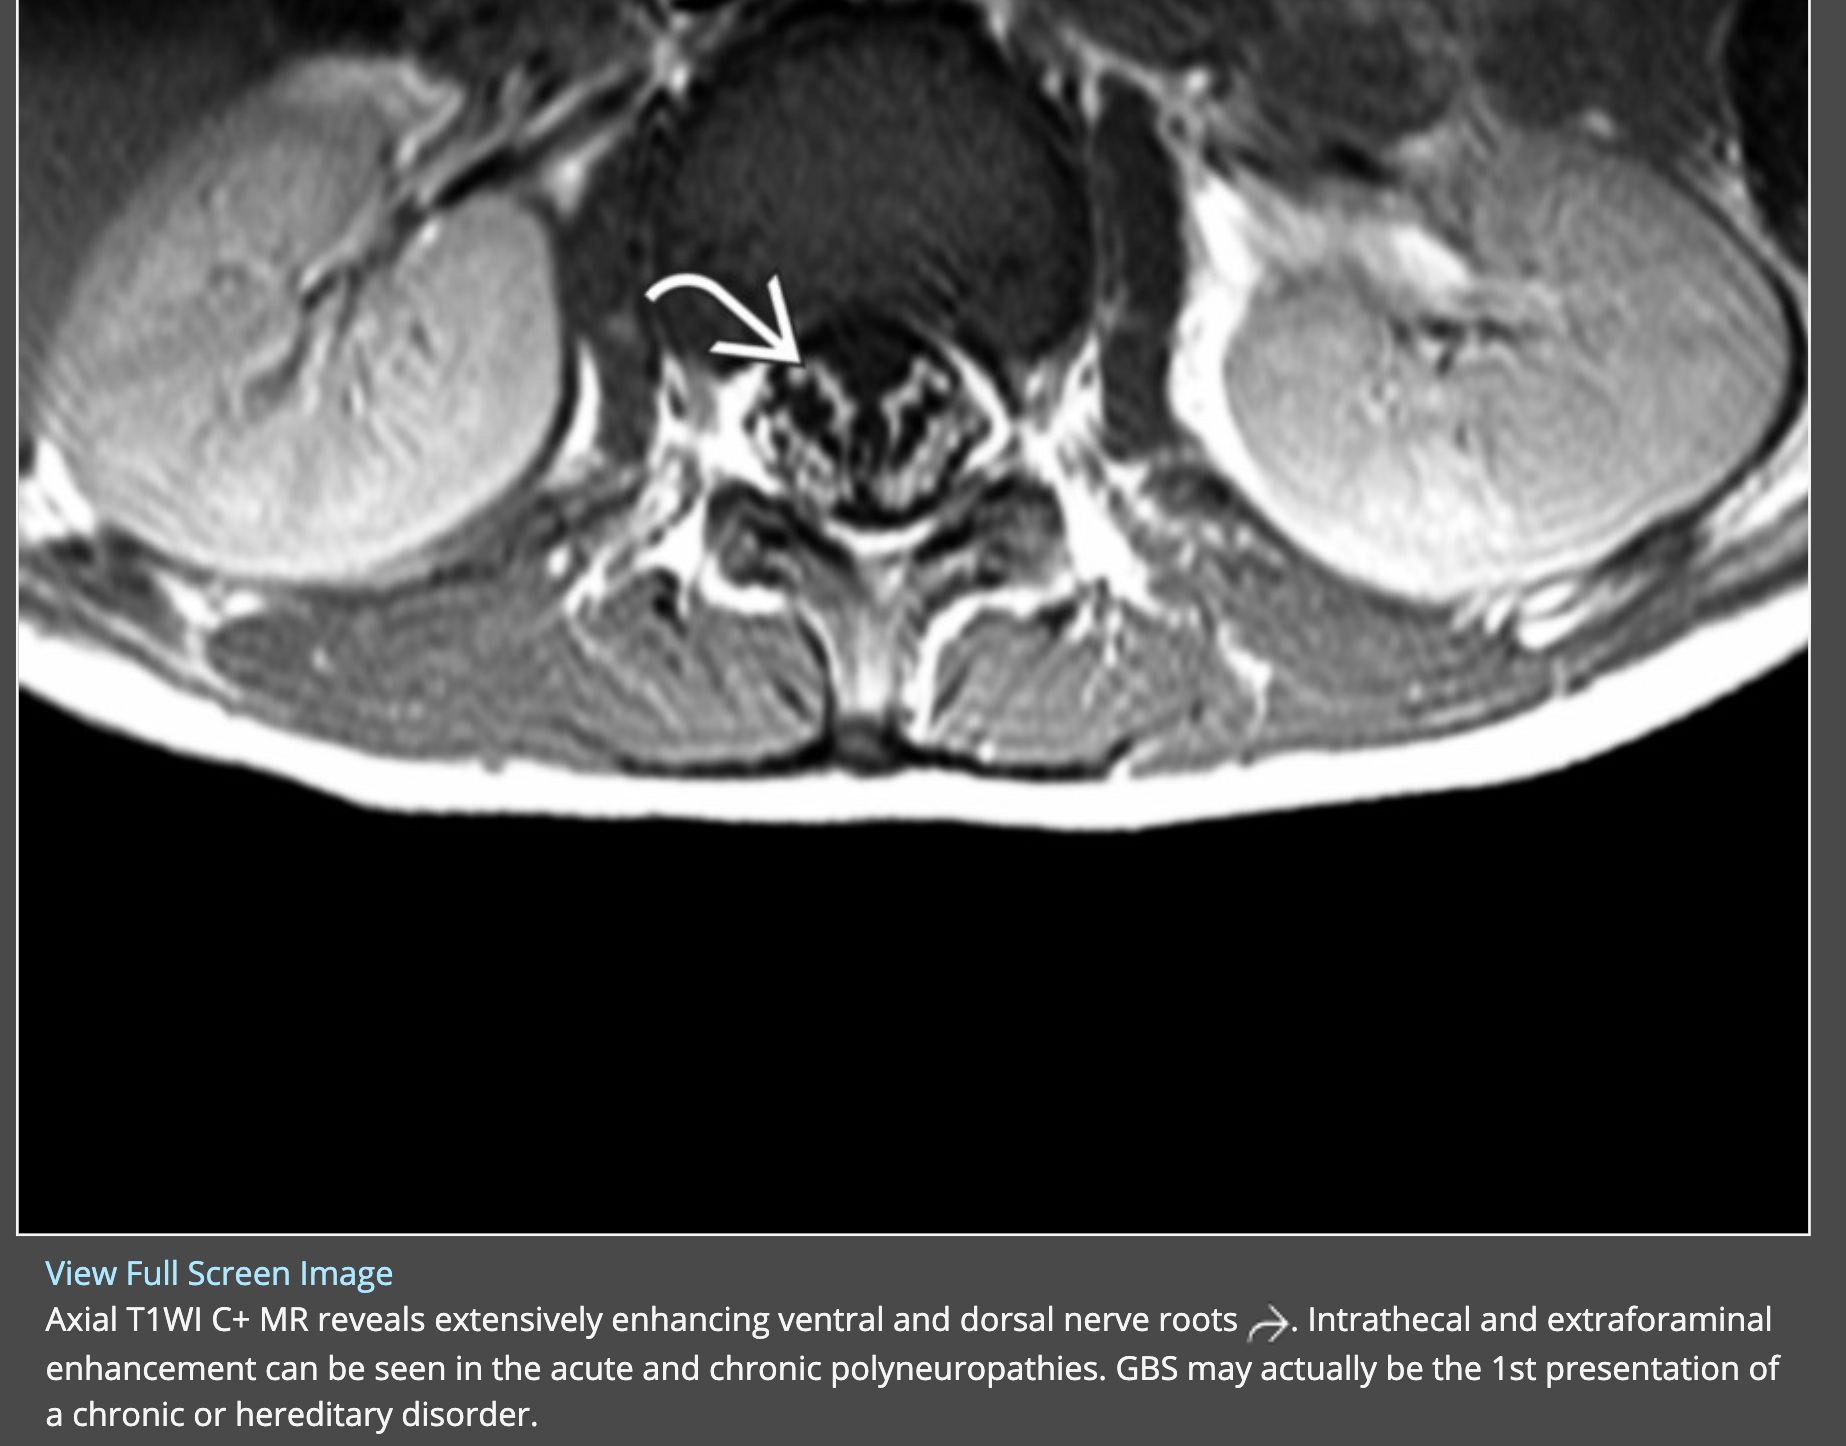 View Full Screen Image
Axial T1WI C+ MR reveals extensively enhancing ventral and dorsal nerve roots . Intrathecal and extraforaminal
enhancement can be seen in the acute and chronic polyneuropathies. GBS may actually be the 1st presentation of
a chronic or hereditary disorder.